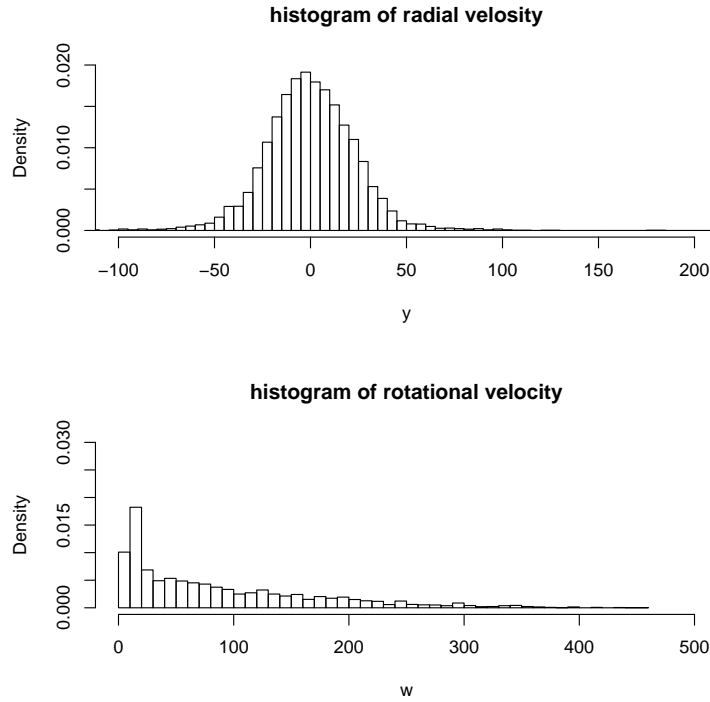 histogram of radial velosity
Density
0.000 0.010 0.020
−100 −50 0 50 100 150 200
y
histogram of rotational velocity
Density
0.000 0.015 0.030
0 100 200 300 400 500
w